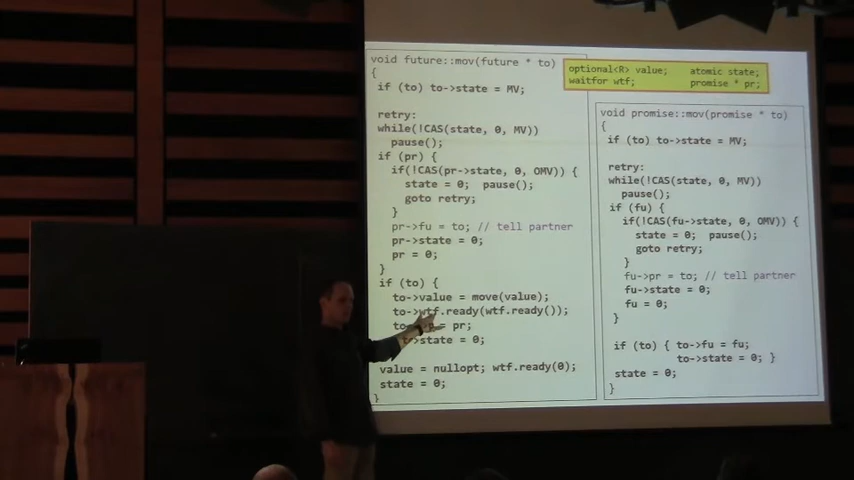 void future::mov(future * to)
{
if (to) to->state = MV;
retry:
while(!CAS(state, 0, MV))
pause();
if (pr) {
if(!CAS(pr->state, 0, OMV)) {
state = 0; pause();
goto retry;
}
pr->fu = to; // tell partner
pr->state = 0;
pr = 0;
}
if (to) {
to->value = move(value);
to->wtf.ready(wtf.ready());
= pr;
->state = 0;
value = nullopt; wtf.ready(0);
state = 0;
}
optional<R> value; atomic state;
waitfor wtf; promise * pr;
void promise::mov(promise * to)
{
if (to) to->state = MV;
retry:
while(!CAS(state, 0, MV))
pause();
if (fu) {
if(!CAS(fu->state, 0, OMV)) {
state = 0; pause();
goto retry;
}
fu->pr = to; // tell partner
fu->state = 0;
fu = 0;
}
if (to) { to->fu = fu;
to->state = 0; }
state = 0;
}